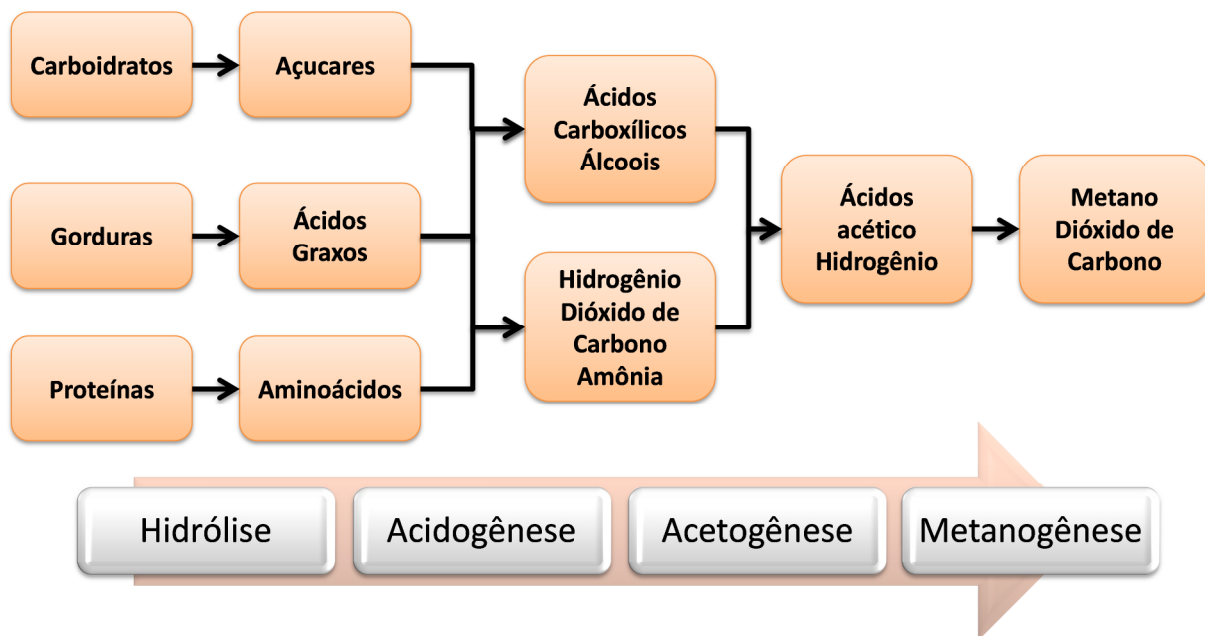 Carboidratos
Açucares
Gorduras
Ácidos
Graxos
Proteínas
Aminoácidos
Ácidos
Carboxílicos
Álcoois
Hidrogênio
Dióxido de
Carbono
Amônia
Ácidos
acético
Hidrogênio
Metano
Dióxido de
Carbono
Hidrólise
Acidogênese
Acetogênese
Metanogênese